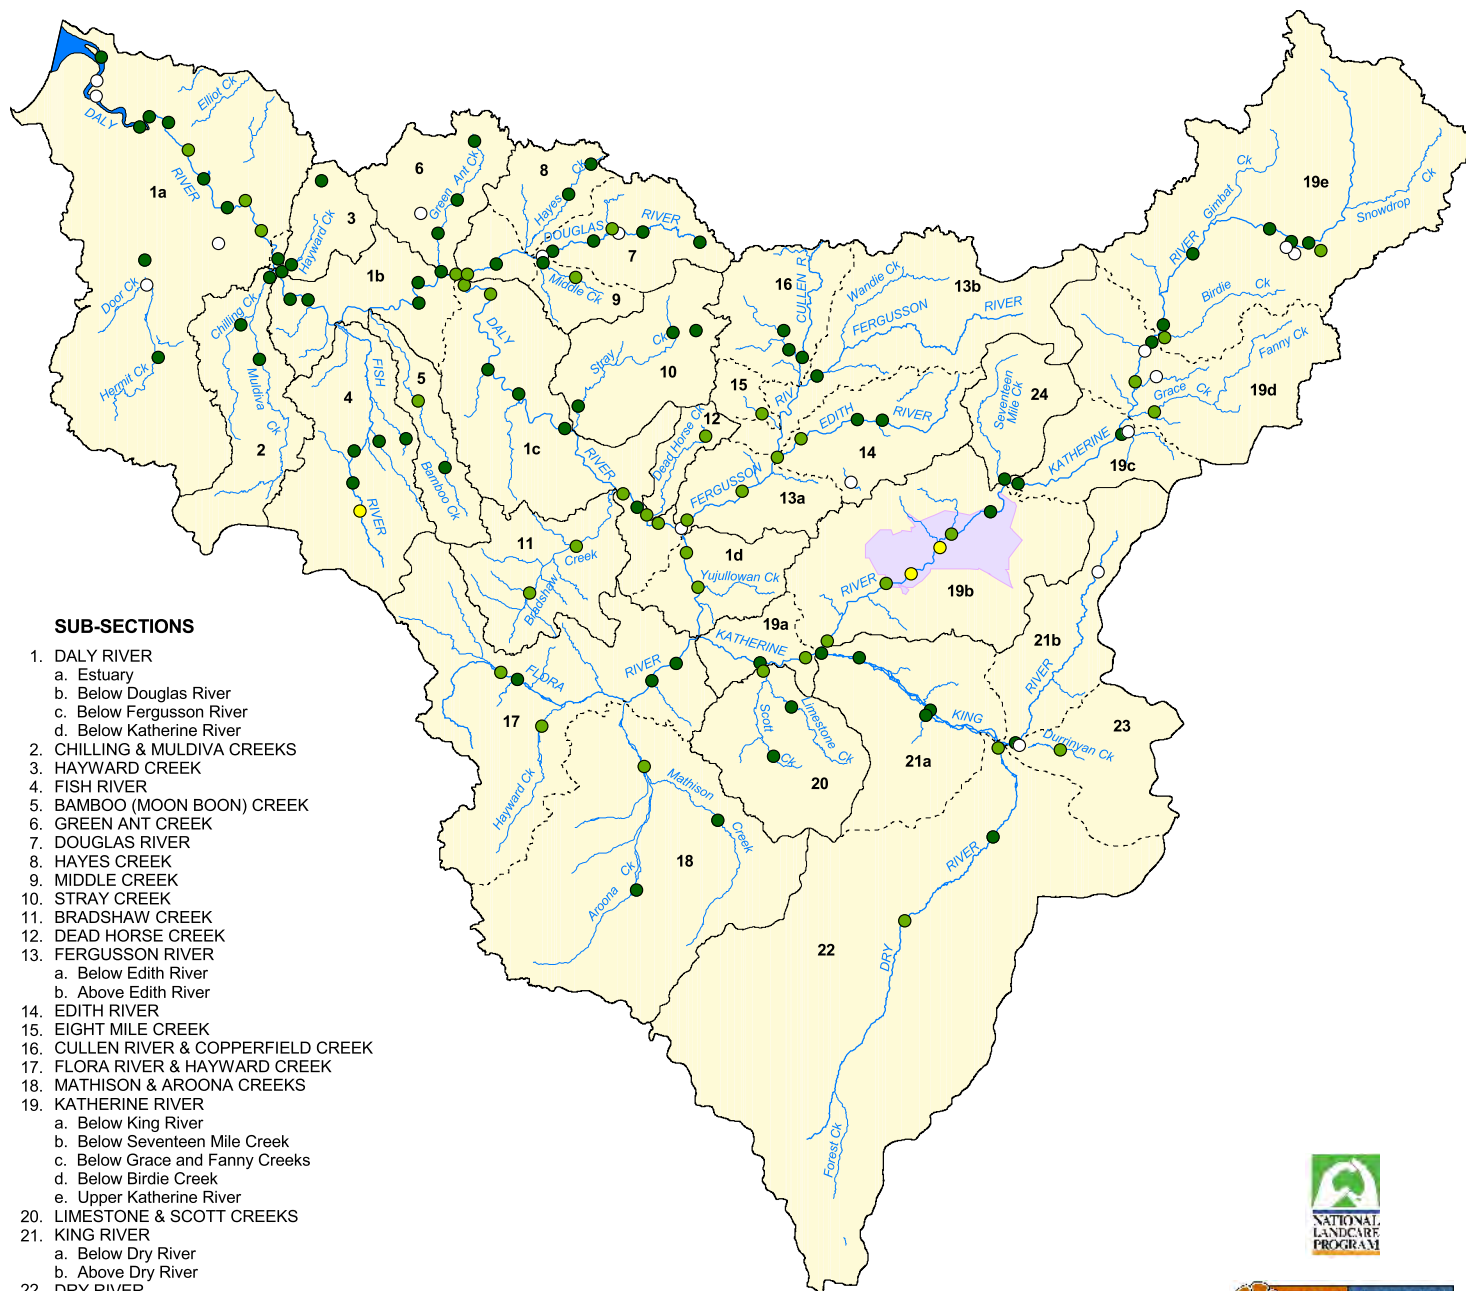 Elliot Ck
DALY
RIVER
1a
Door Ck
Hermit Ck
Chilling Ck
Muldiva
Ck
2
3
Hayward Ck
1b
6
Green Ant Ck
8
Hayes
Ck
DOUGLAS
RIVER
7
Middle Ck
9
DALY
Stray
Ck
10
FISH
4
5
RIVER
Bamboo Ck
1c
RIVER
Dead Horse Ck
12
11
Creek
Bradshaw
16
CULLEN R
Wandie Ck
13b
FERGUSSON
RIVER
15
RIV
EDITH
RIVER
14
FERGUSSON
13a
1d
Yujullowan Ck
24
Seventeen
Mile Ck
19e
Gimbat
Ck
RIVER
Snowdrop
Ck
Birdie Ck
Fanny Ck
Grace Ck
19d
KATHERINE
19c
RIVER
19b
19a
KATHERINE
RIVER
FLORA
17
Hayward Ck
Scott
Ck
Limestone
Ck
20
KING
21a
21b
RIVER
23
Durrinyan Ck
Mathison
Creek
18
Aroona
Ck
RIVER
22
DRY
Forest Ck
SUB-SECTIONS
1. DALY RIVER
a. Estuary
b. Below Douglas River
c. Below Fergusson River
d. Below Katherine River
2. CHILLING & MULDIVA CREEKS
3. HAYWARD CREEK
4. FISH RIVER
5. BAMBOO (MOON BOON) CREEK
6. GREEN ANT CREEK
7. DOUGLAS RIVER
8. HAYES CREEK
9. MIDDLE CREEK
10. STRAY CREEK
11. BRADSHAW CREEK
12. DEAD HORSE CREEK
13. FERGUSSON RIVER
a. Below Edith River
b. Above Edith River
14. EDITH RIVER
15. EIGHT MILE CREEK
16. CULLEN RIVER & COPPERFIELD CREEK
17. FLORA RIVER & HAYWARD CREEK
18. MATHISON & AROONA CREEKS
19. KATHERINE RIVER
a. Below King River
b. Below Seventeen Mile Creek
c. Below Grace and Fanny Creeks
d. Below Birdie Creek
e. Upper Katherine River
20. LIMESTONE & SCOTT CREEKS
21. KING RIVER
a. Below Dry River
b. Above Dry River
22. DRY RIVER
NATIONAL
LANDCARE
PROGRAM